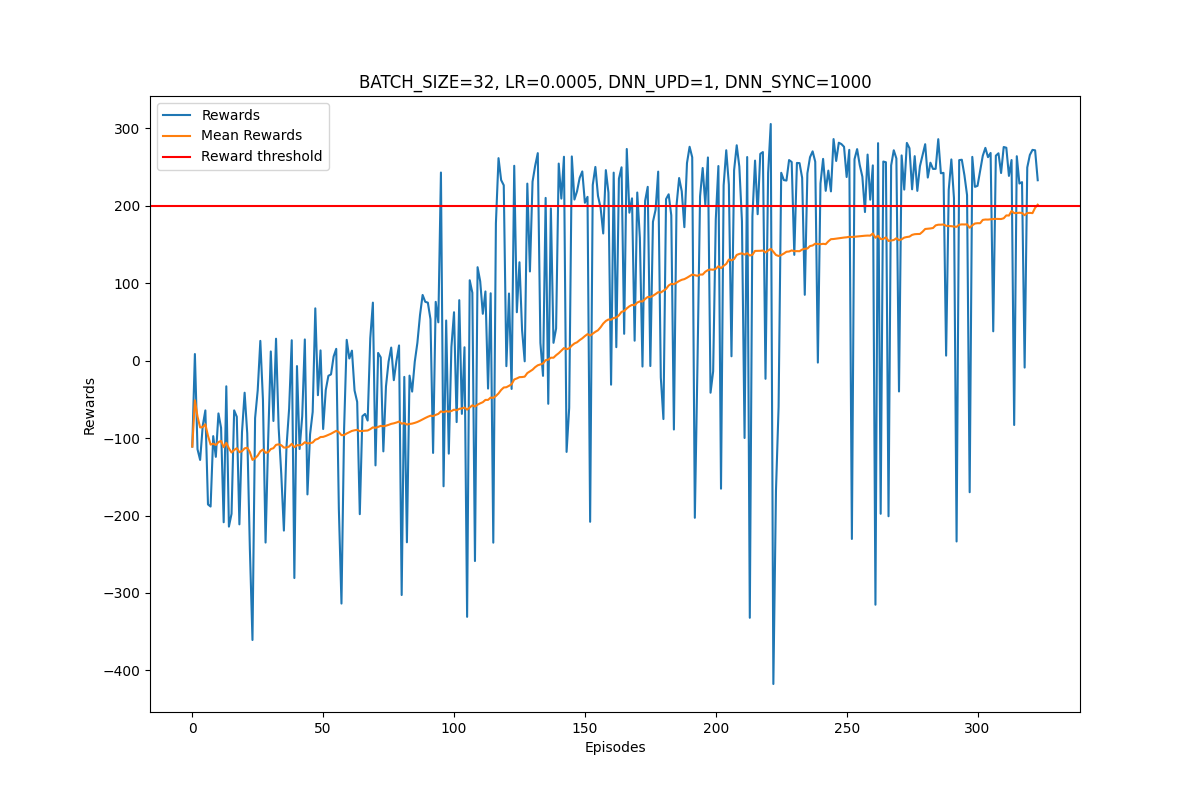 BATCH_SIZE=32, LR=0.0005, DNN_UPD=1, DNN_SYNC=1000
Rewards
Mean Rewards
Reward threshold
300
200
100
0
−100
−200
−300
−400
Rewards
0
50
100
150
200
250
300
Episodes